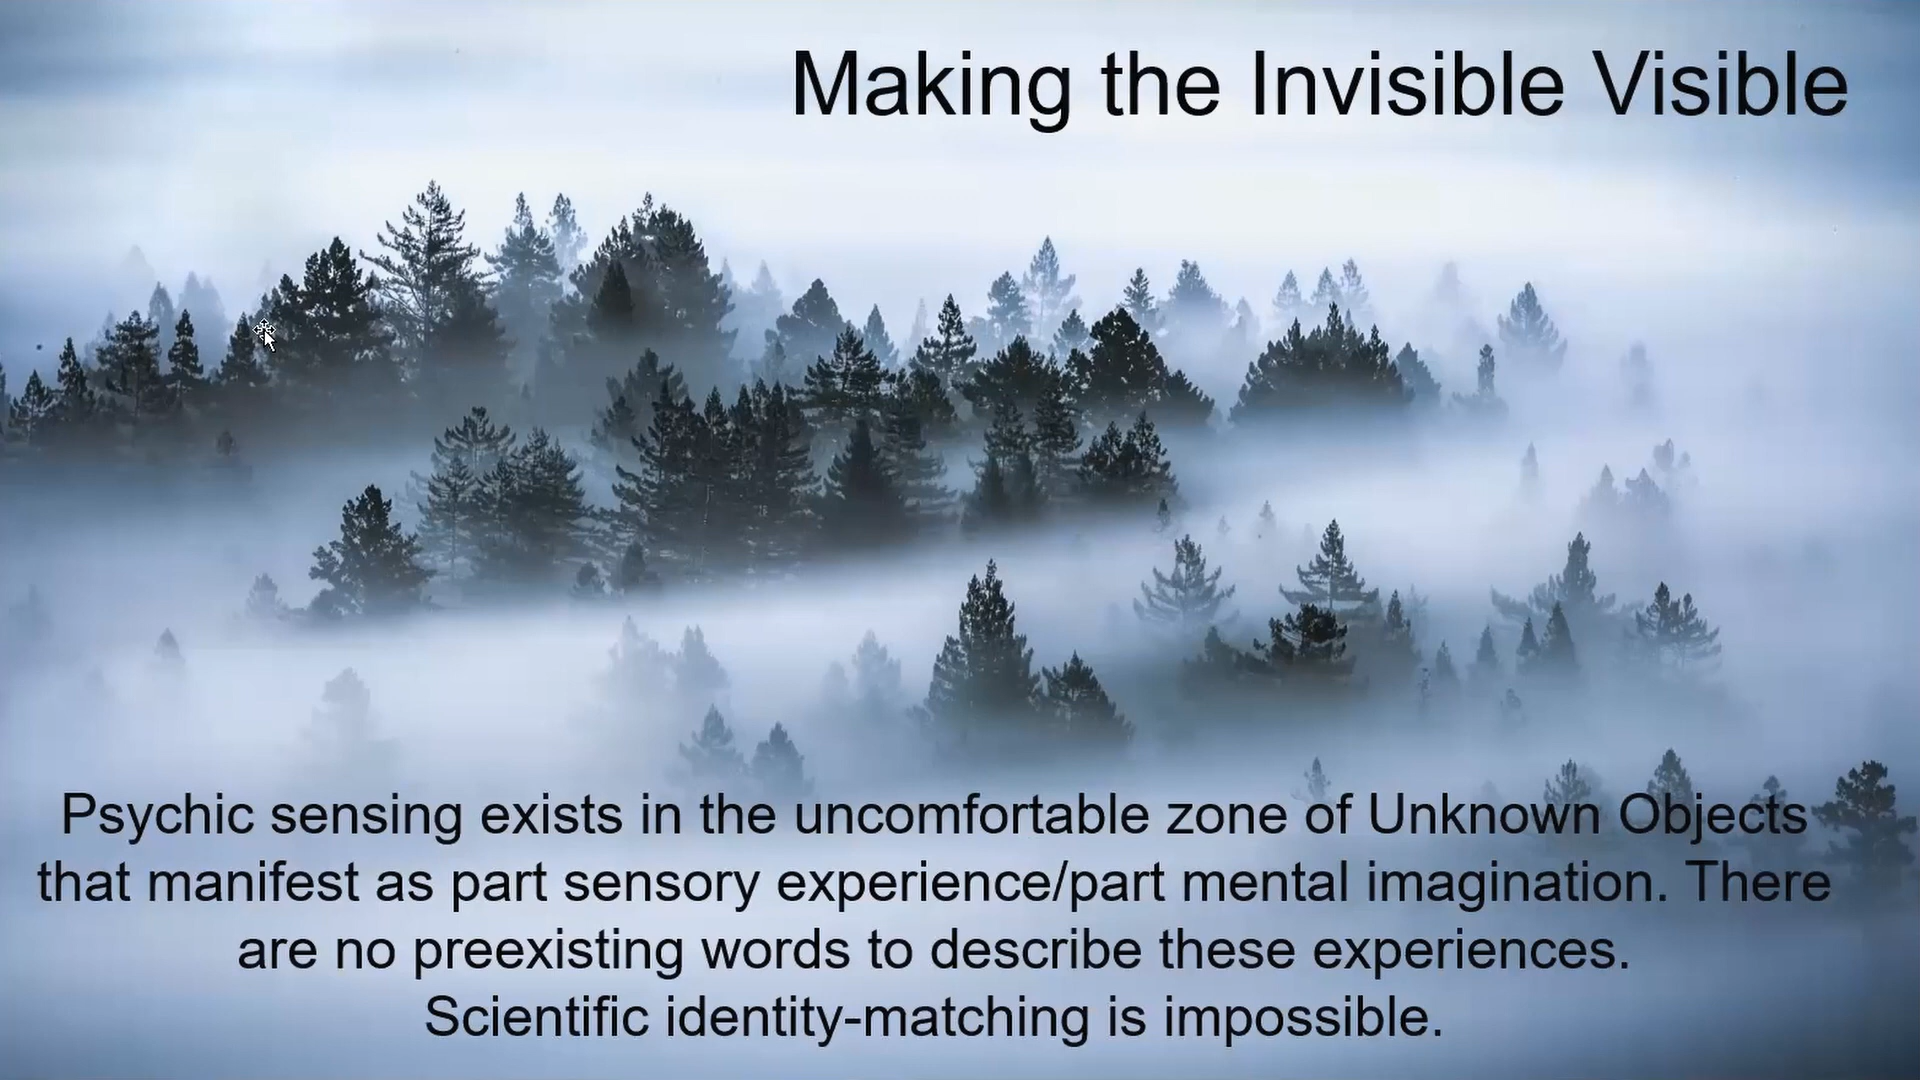 Making the Invisible Visible
Psychic sensing exists in the uncomfortable zone of Unknown Objects
that manifest as part sensory experience/part mental imagination. There
are no preexisting words to describe these experiences.
Scientific identity-matching is impossible.